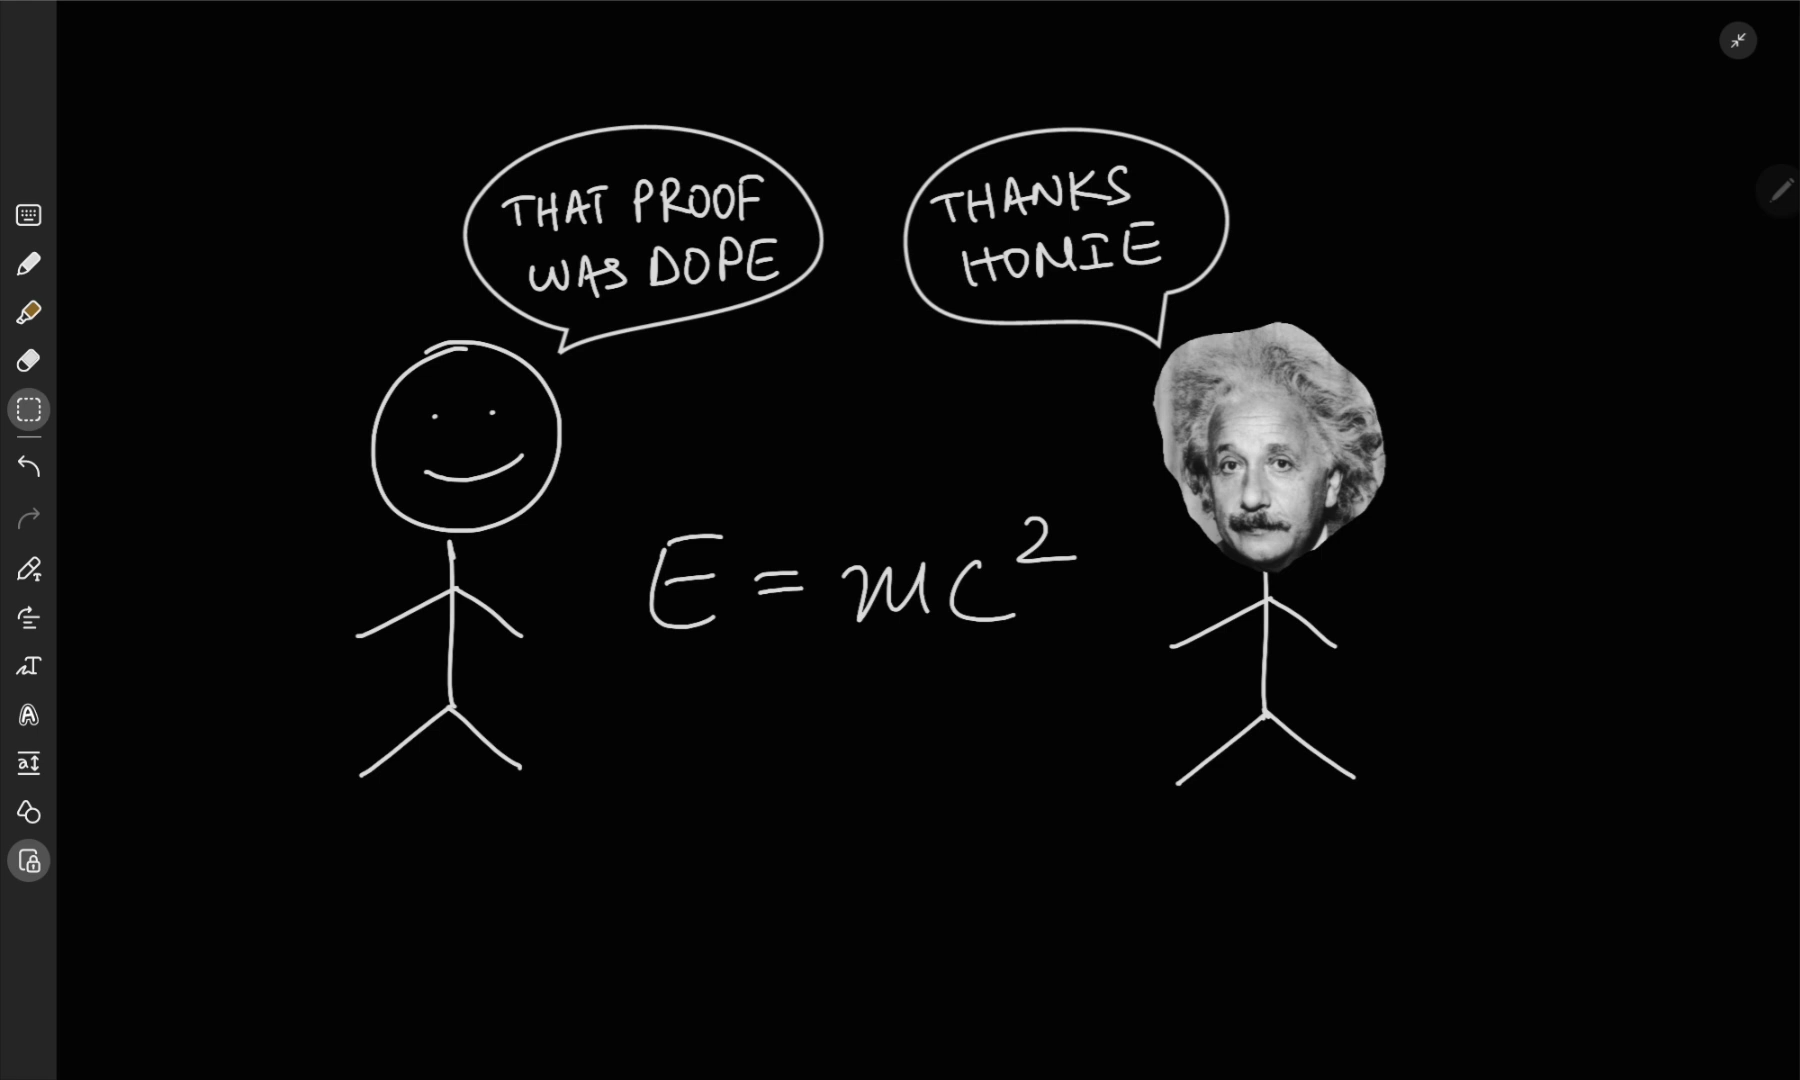 THAT PROOF
WAS DOPE
THANKS
HOMIE
E = mc²